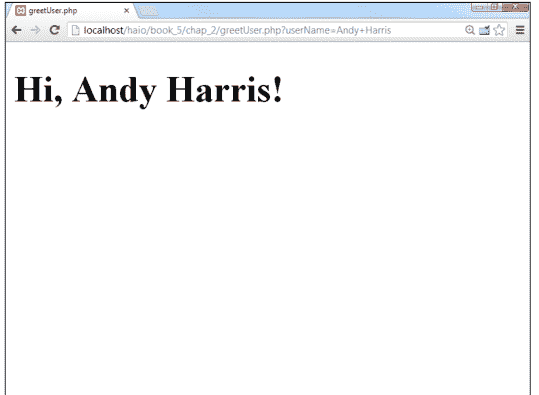 greetUser.php
localhost/haio/book_5/chap_2/greetUser.php?userName=Andy+Harris
Hi, Andy Harris!